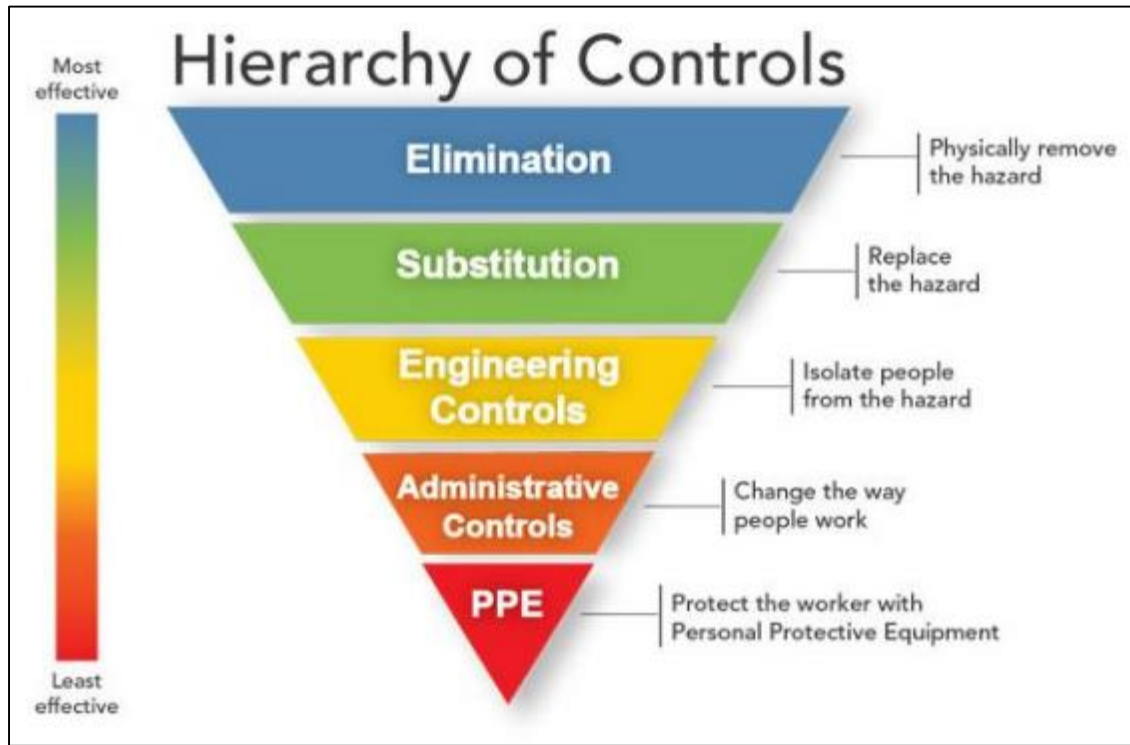 Hierarchy of Controls
Most
effective
Elimination
Physically remove
the hazard
Substitution
Replace
the hazard
Engineering
Controls
Isolate people
from the hazard
Administrative
Controls
Change the way
people work
PPE
Protect the worker with
Personal Protective Equipment
Least
effective